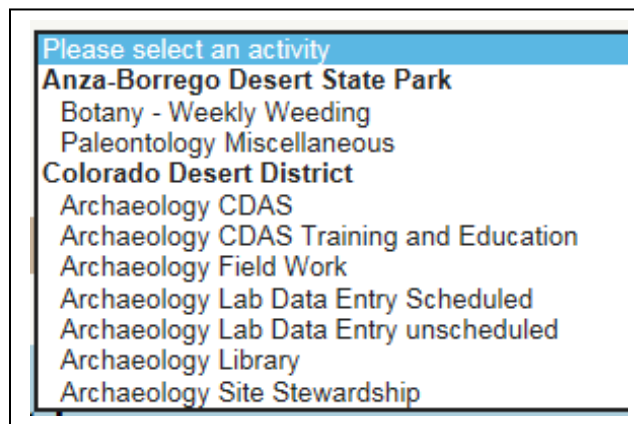 Please select an activity
Anza-Borrego Desert State Park
Botany - Weekly Weeding
Paleontology Miscellaneous
Colorado Desert District
Archaeology CDAS
Archaeology CDAS Training and Education
Archaeology Field Work
Archaeology Lab Data Entry Scheduled
Archaeology Lab Data Entry unscheduled
Archaeology Library
Archaeology Site Stewardship